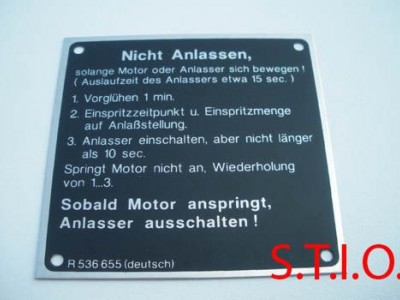 Nicht Anlassen,
solange Motor oder Anlasser sich bewegen !
( Auslaufzeit des Anlassers etwa 15 sec. )
1. Vorglühen 1 min.
2. Einspritzzeitpunkt u. Einspritzmenge
auf Anlaßstellung.
3. Anlasser einschalten, aber nicht länger
als 10 sec.
Springt Motor nicht an, Wiederholung
von 1...3.
Sobald Motor anspringt,
Anlasser ausschalten !
R 536 655 (deutsch)
S.T.I.O.